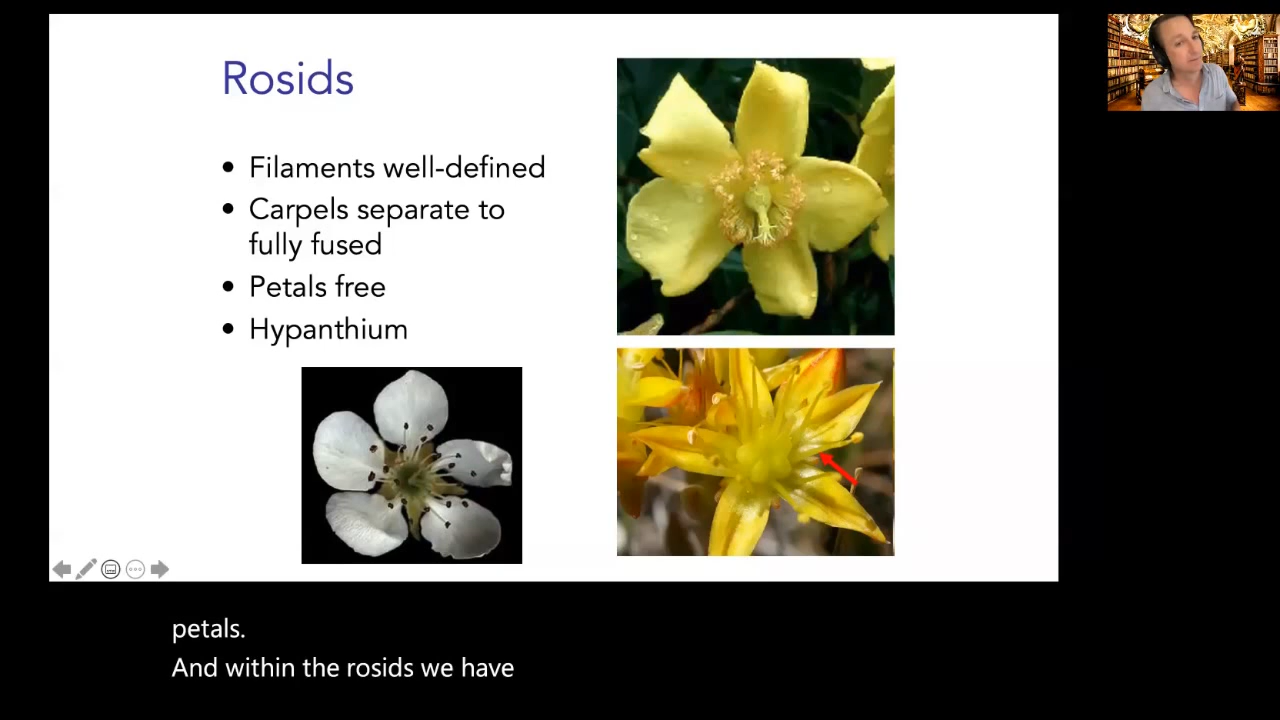 Rosids
• Filaments well-defined
• Carpels separate to
fully fused
• Petals free
• Hypanthium
petals.
And within the rosids we have